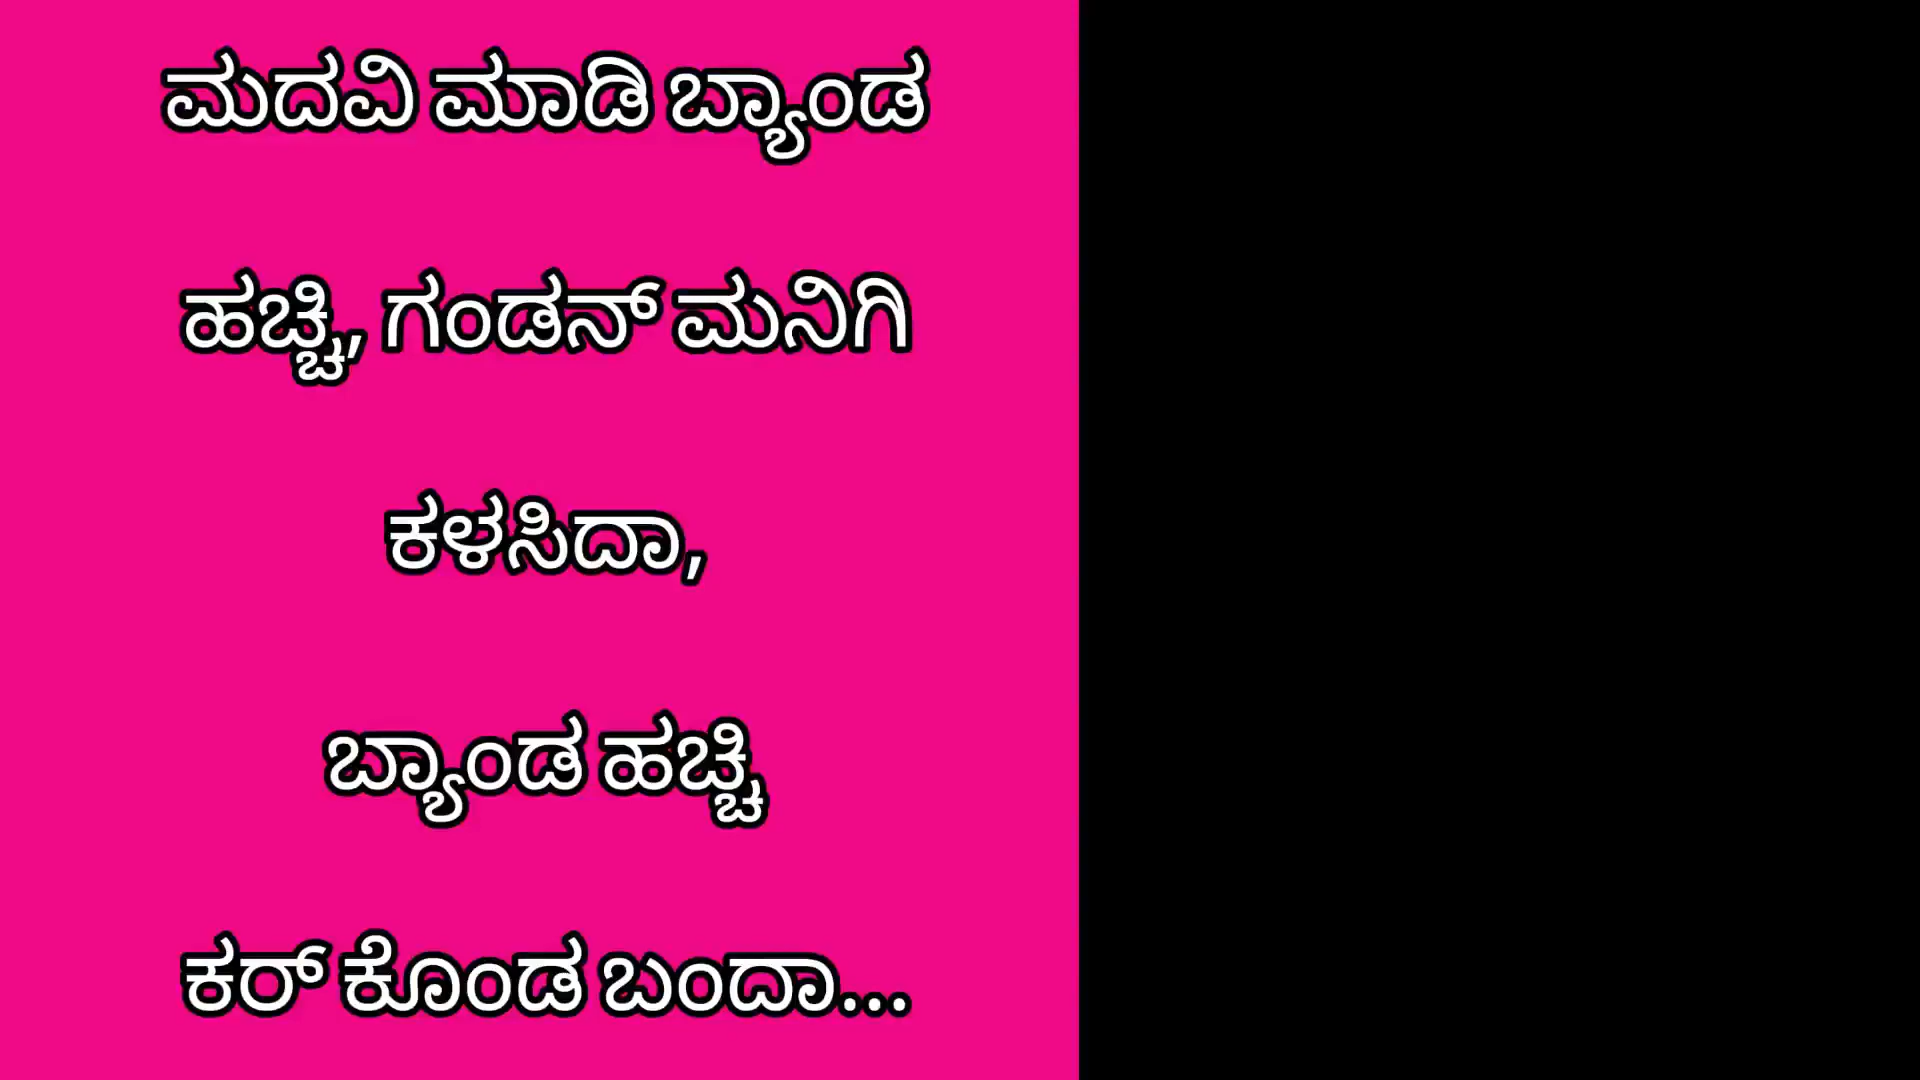 ಮದವಿ ಮಾಡಿ ಬ್ಯಾಂಡ
ಹಚ್ಚಿ, ಗಂಡನ್ ಮನಿಗಿ
ಕಳಸಿದಾ,
ಬ್ಯಾಂಡ ಹಚ್ಚಿ
ಕರ್ ಕೊಂಡ ಬಂದಾ...